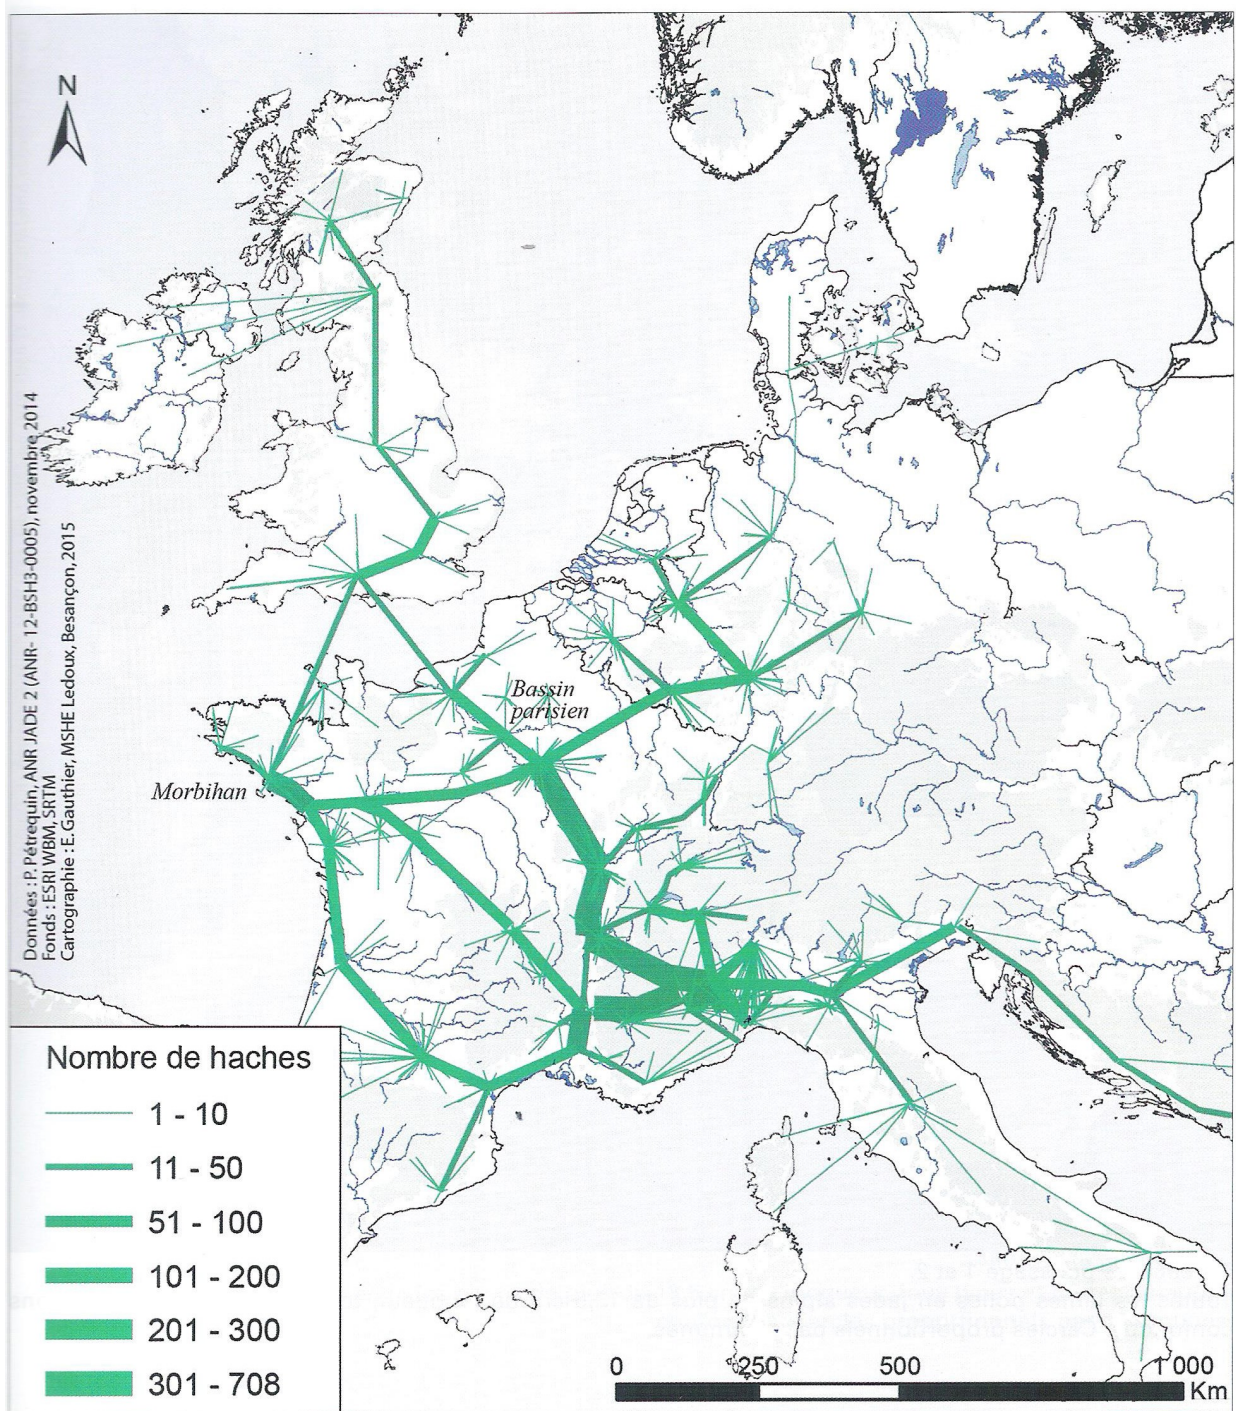 N
Données : P. Pétrequin, ANR JADE 2 (ANR- 12-BSH3-0005), novembre 2014
Fonds : ESRI WBM, SRTM
Cartographie : E. Gauthier, MSHE Ledoux, Besançon, 2015
Bassin
parisien
Morbihan
Nombre de haches
1 - 10
11 - 50
51 - 100
101 - 200
201 - 300
301 - 708
0 250 500 1 000
Km